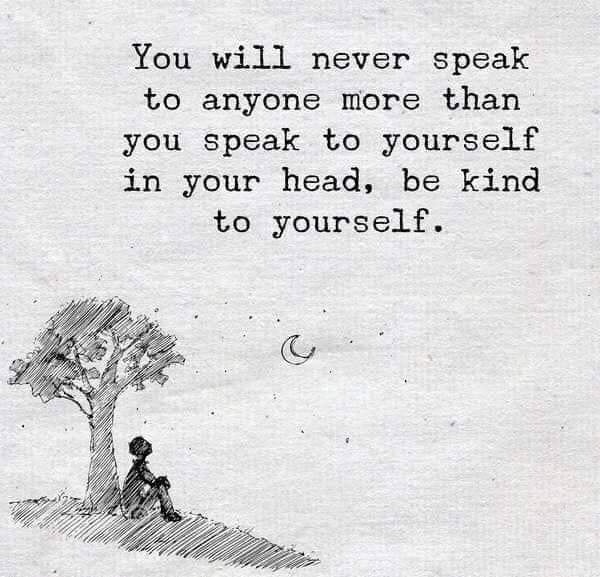 You will never speak
to anyone more than
you speak to yourself
in your head, be kind
to yourself.